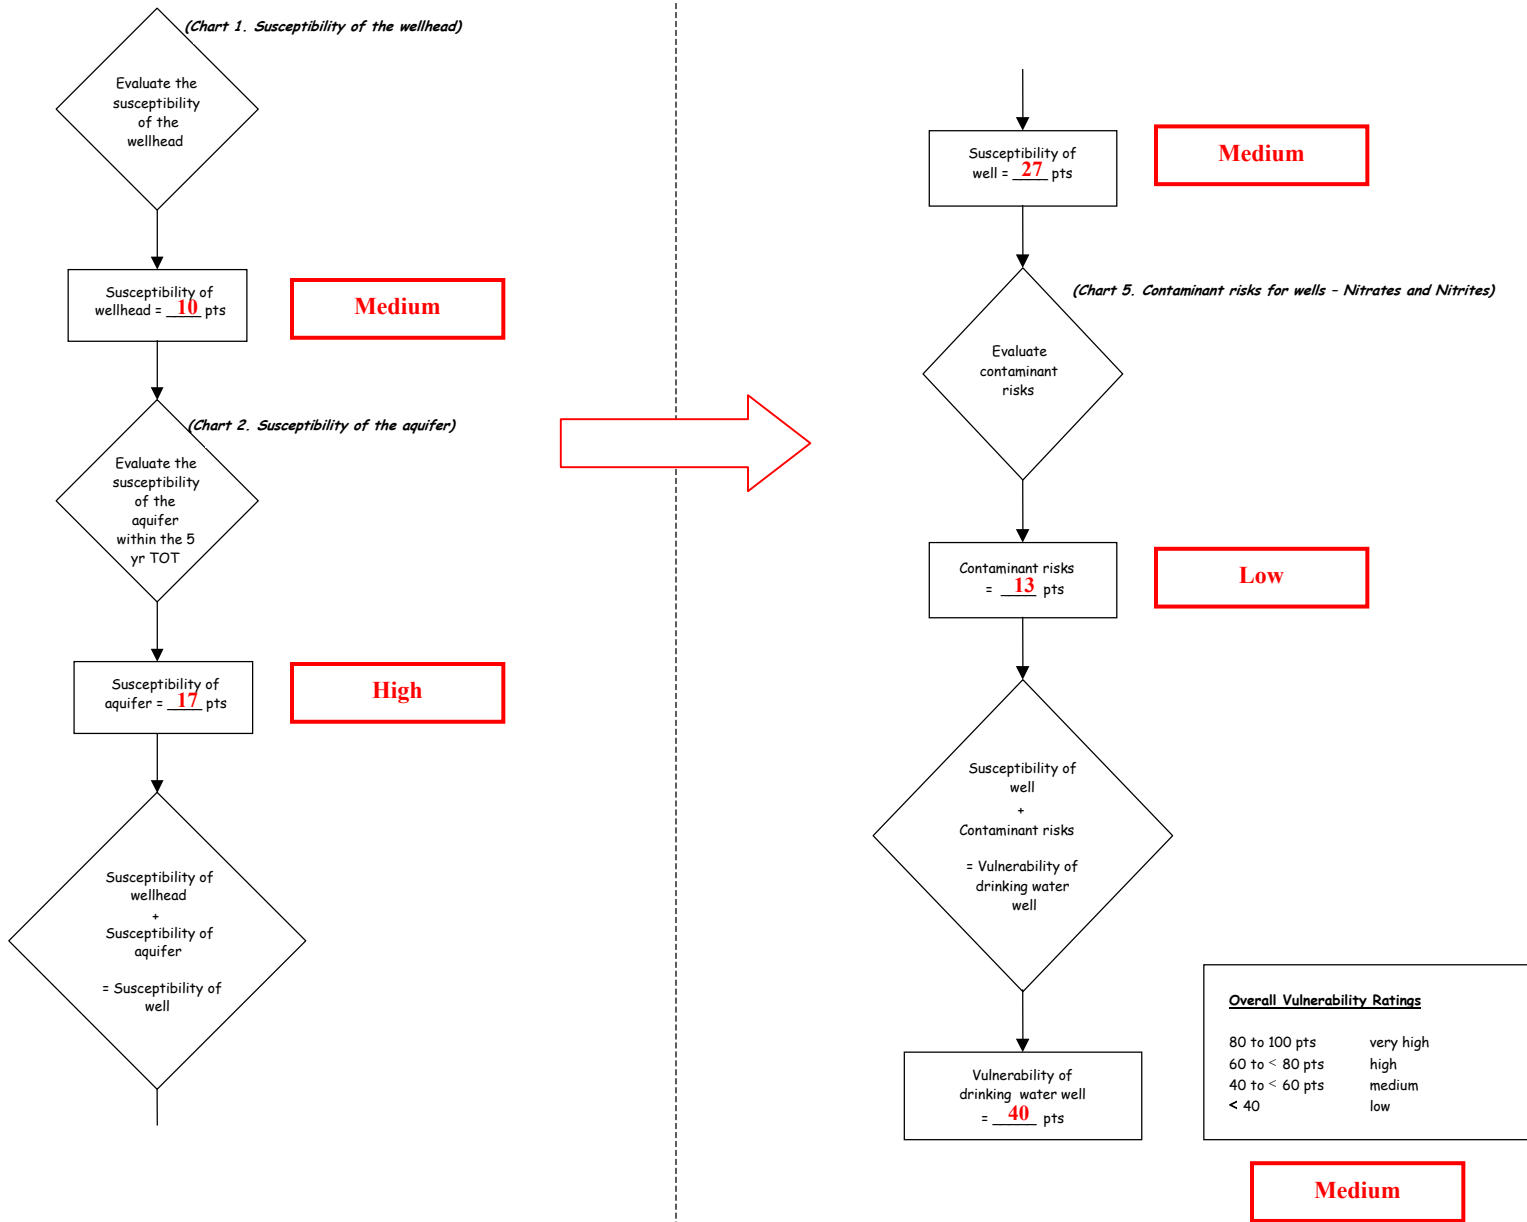 (Chart 1. Susceptibility of the wellhead)
Evaluate the
susceptibility
of the
wellhead
Susceptibility of
wellhead = 10 pts
Medium
(Chart 2. Susceptibility of the aquifer)
Evaluate the
susceptibility
of the
aquifer
within the 5
yr TOT
Susceptibility of
aquifer = 17 pts
High
Susceptibility of
wellhead
+
Susceptibility of
aquifer
= Susceptibility of
well
Susceptibility of
well = 27 pts
Medium
(Chart 5. Contaminant risks for wells – Nitrates and Nitrites)
Evaluate
contaminant
risks
Contaminant risks
= 13 pts
Low
Susceptibility of
well
+
Contaminant risks
= Vulnerability of
drinking water
well
Vulnerability of
drinking water well
= 40 pts
Overall Vulnerability Ratings
80 to 100 pts very high
60 to < 80 pts high
40 to < 60 pts medium
< 40 low
Medium